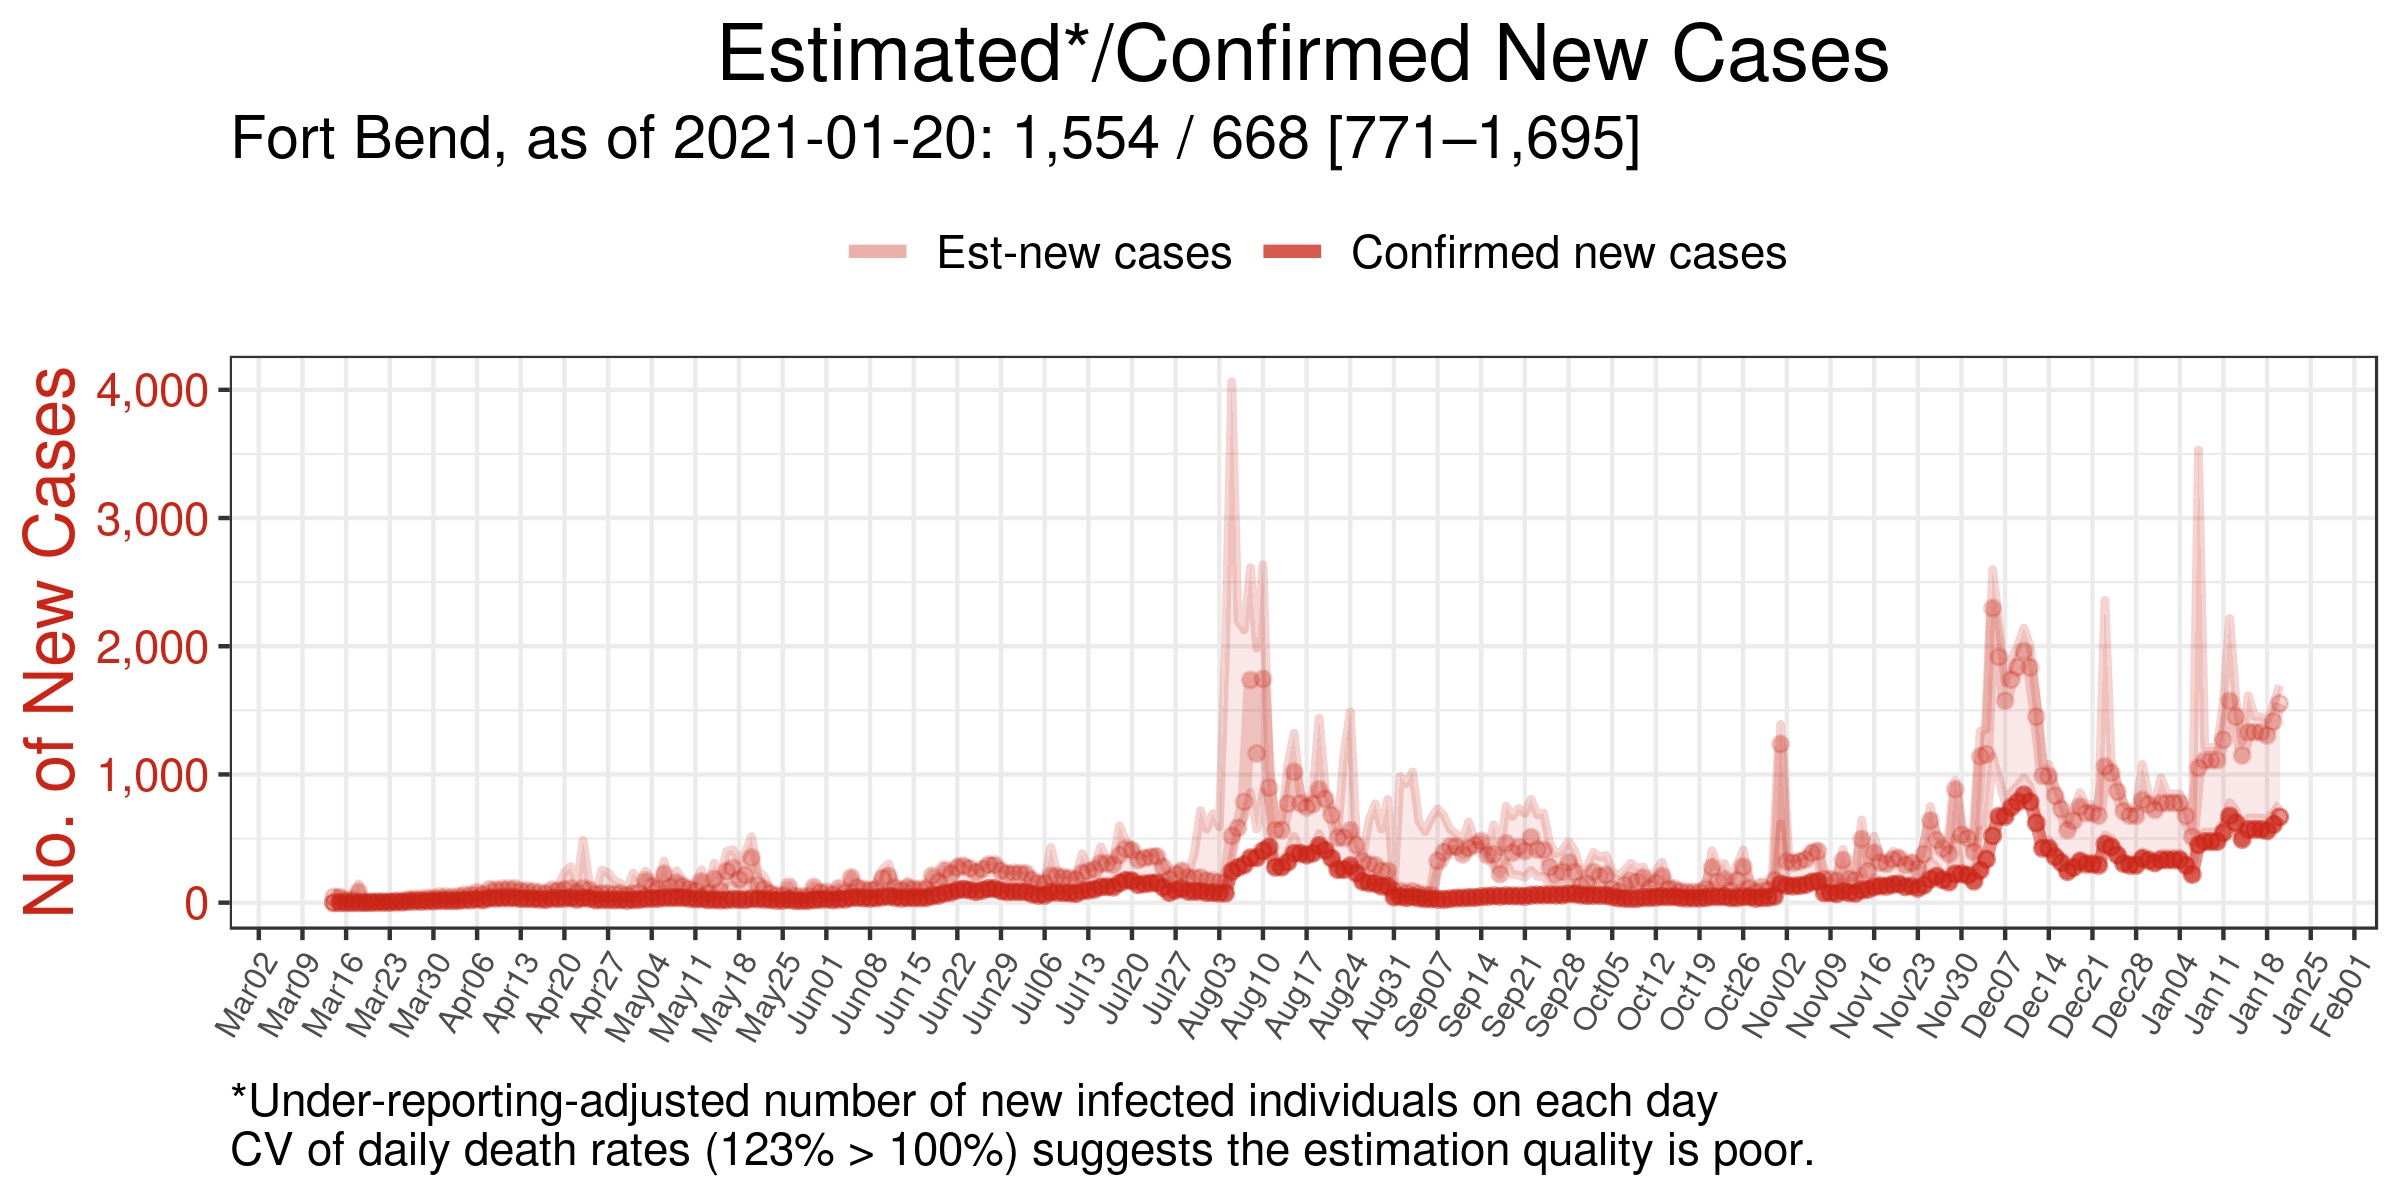 Estimated*/Confirmed New Cases
Fort Bend, as of 2021-01-20: 1,554 / 668 [771–1,695]
Est-new cases Confirmed new cases
No. of New Cases
4,000
3,000
2,000
1,000
0
Mar02 Mar09 Mar16 Mar23 Mar30 Apr06 Apr13 Apr20 Apr27 May04 May11 May18 May25 Jun01 Jun08 Jun15 Jun22 Jun29 Jul06 Jul13 Jul20 Jul27 Aug03 Aug10 Aug17 Aug24 Aug31 Sep07 Sep14 Sep21 Sep28 Oct05 Oct12 Oct19 Oct26 Nov02 Nov09 Nov16 Nov23 Nov30 Dec07 Dec14 Dec21 Dec28 Jan04 Jan11 Jan18 Jan25 Feb01
*Under-reporting-adjusted number of new infected individuals on each day
CV of daily death rates (123% > 100%) suggests the estimation quality is poor.